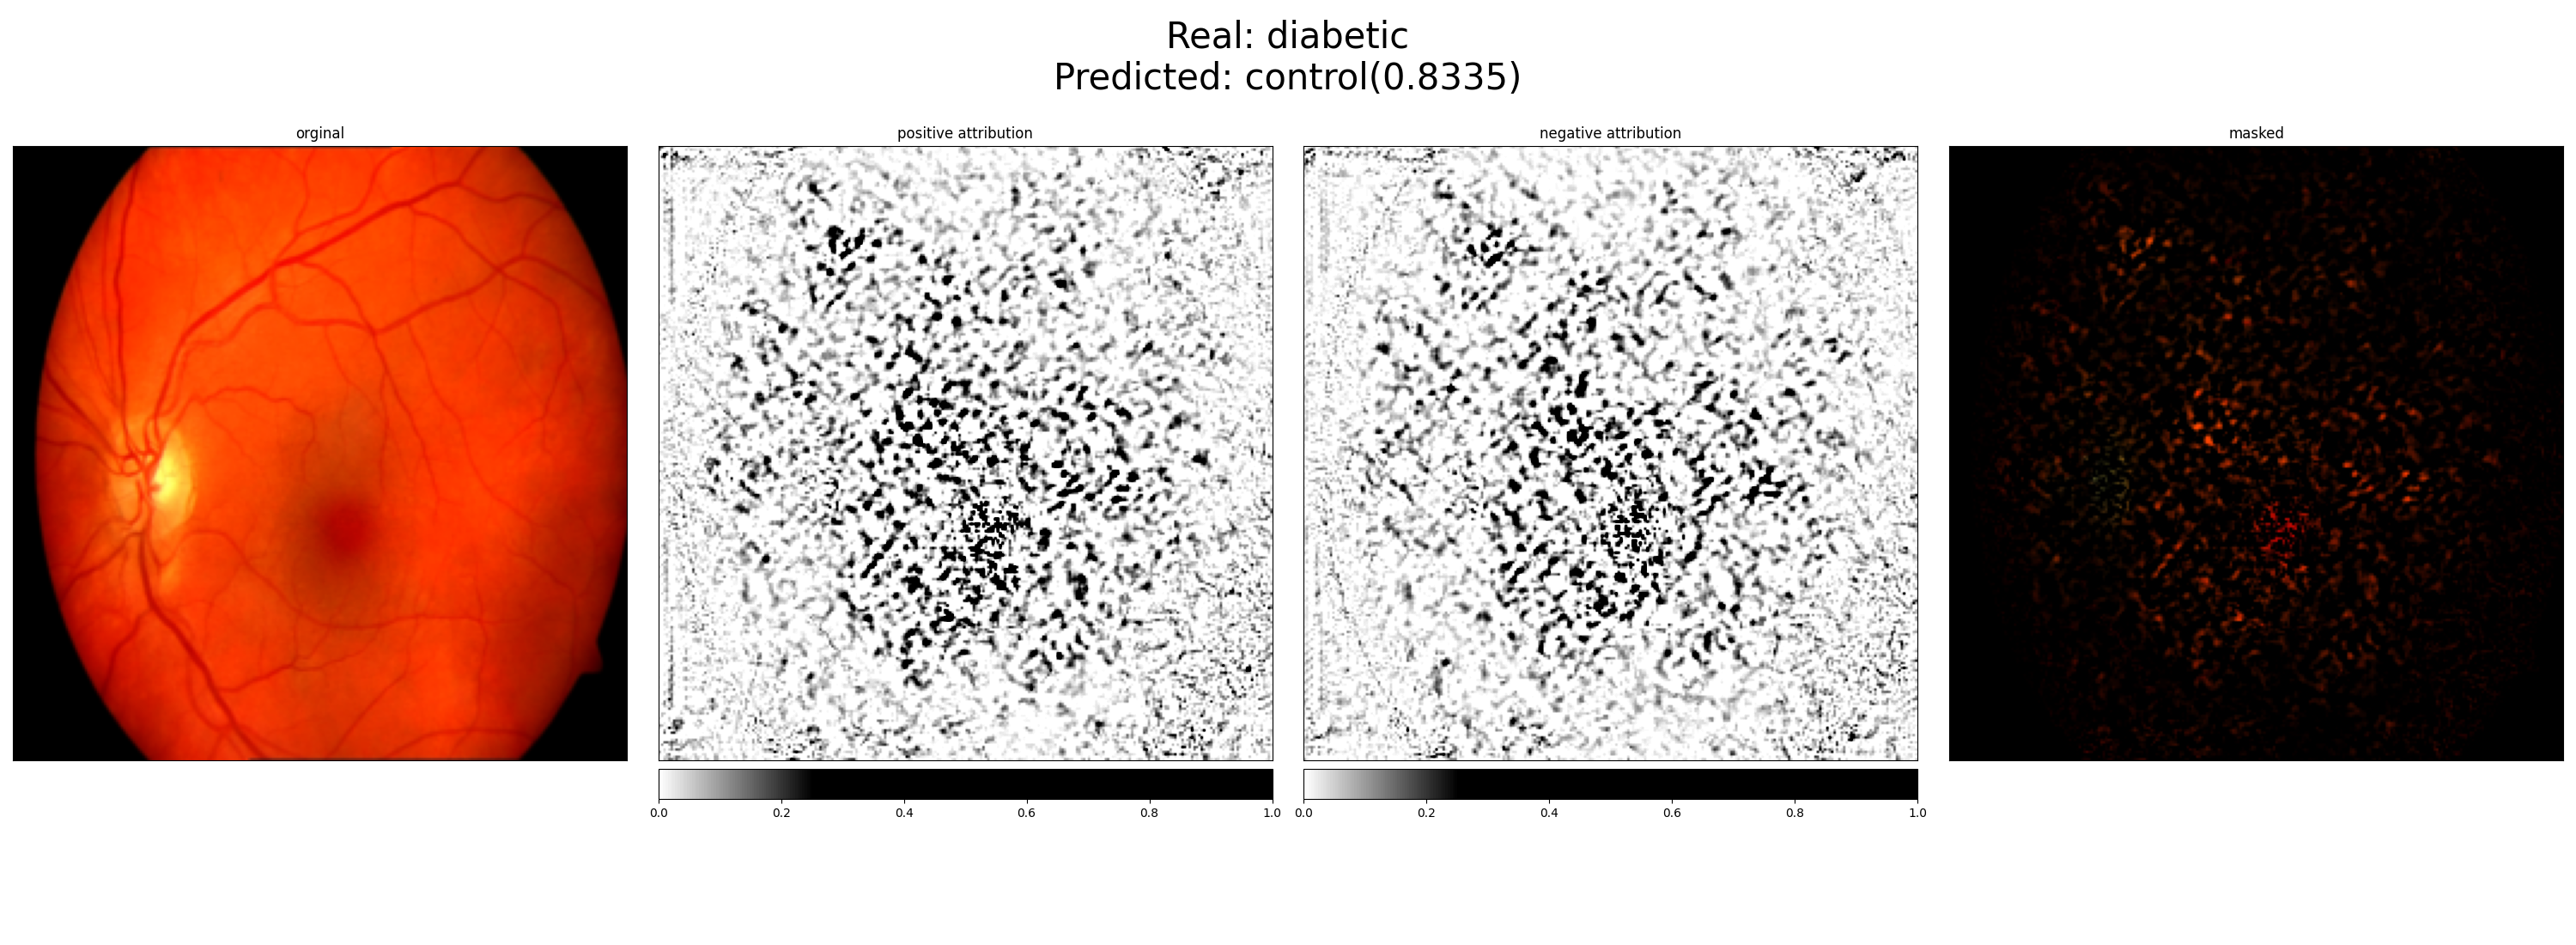 Real: diabetic
Predicted: control(0.8335)
orginal
positive attribution
negative attribution
masked
0.0 0.2 0.4 0.6 0.8 1.0
0.0 0.2 0.4 0.6 0.8 1.0